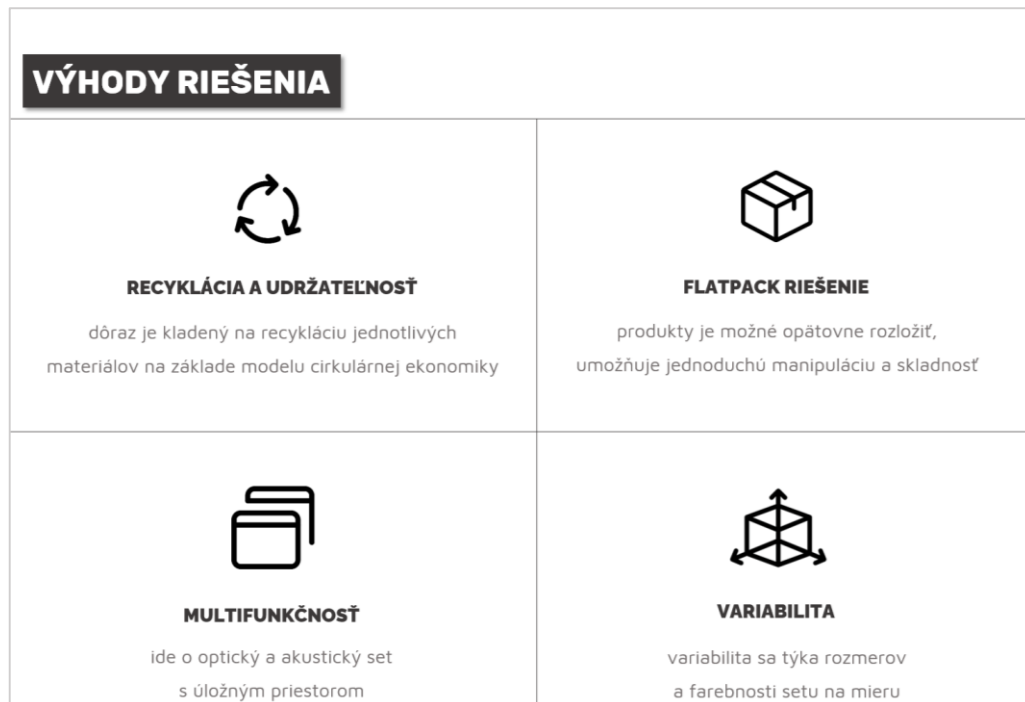 VÝHODY RIEŠENIA
RECYKLÁCIA A UDRŽATEĽNOSŤ
dôraz je kladený na recykláciu jednotlivých
materiálov na základe modelu cirkulárnej ekonomiky
FLATPACK RIEŠENIE
produkty je možné opätovne rozložiť,
umožňuje jednoduchú manipuláciu a skladnosť
MULTIFUNKČNOSŤ
ide o optický a akustický set
s úložným priestorom
VARIABILITA
variabilita sa týka rozmerov
a farebnosti setu na mieru